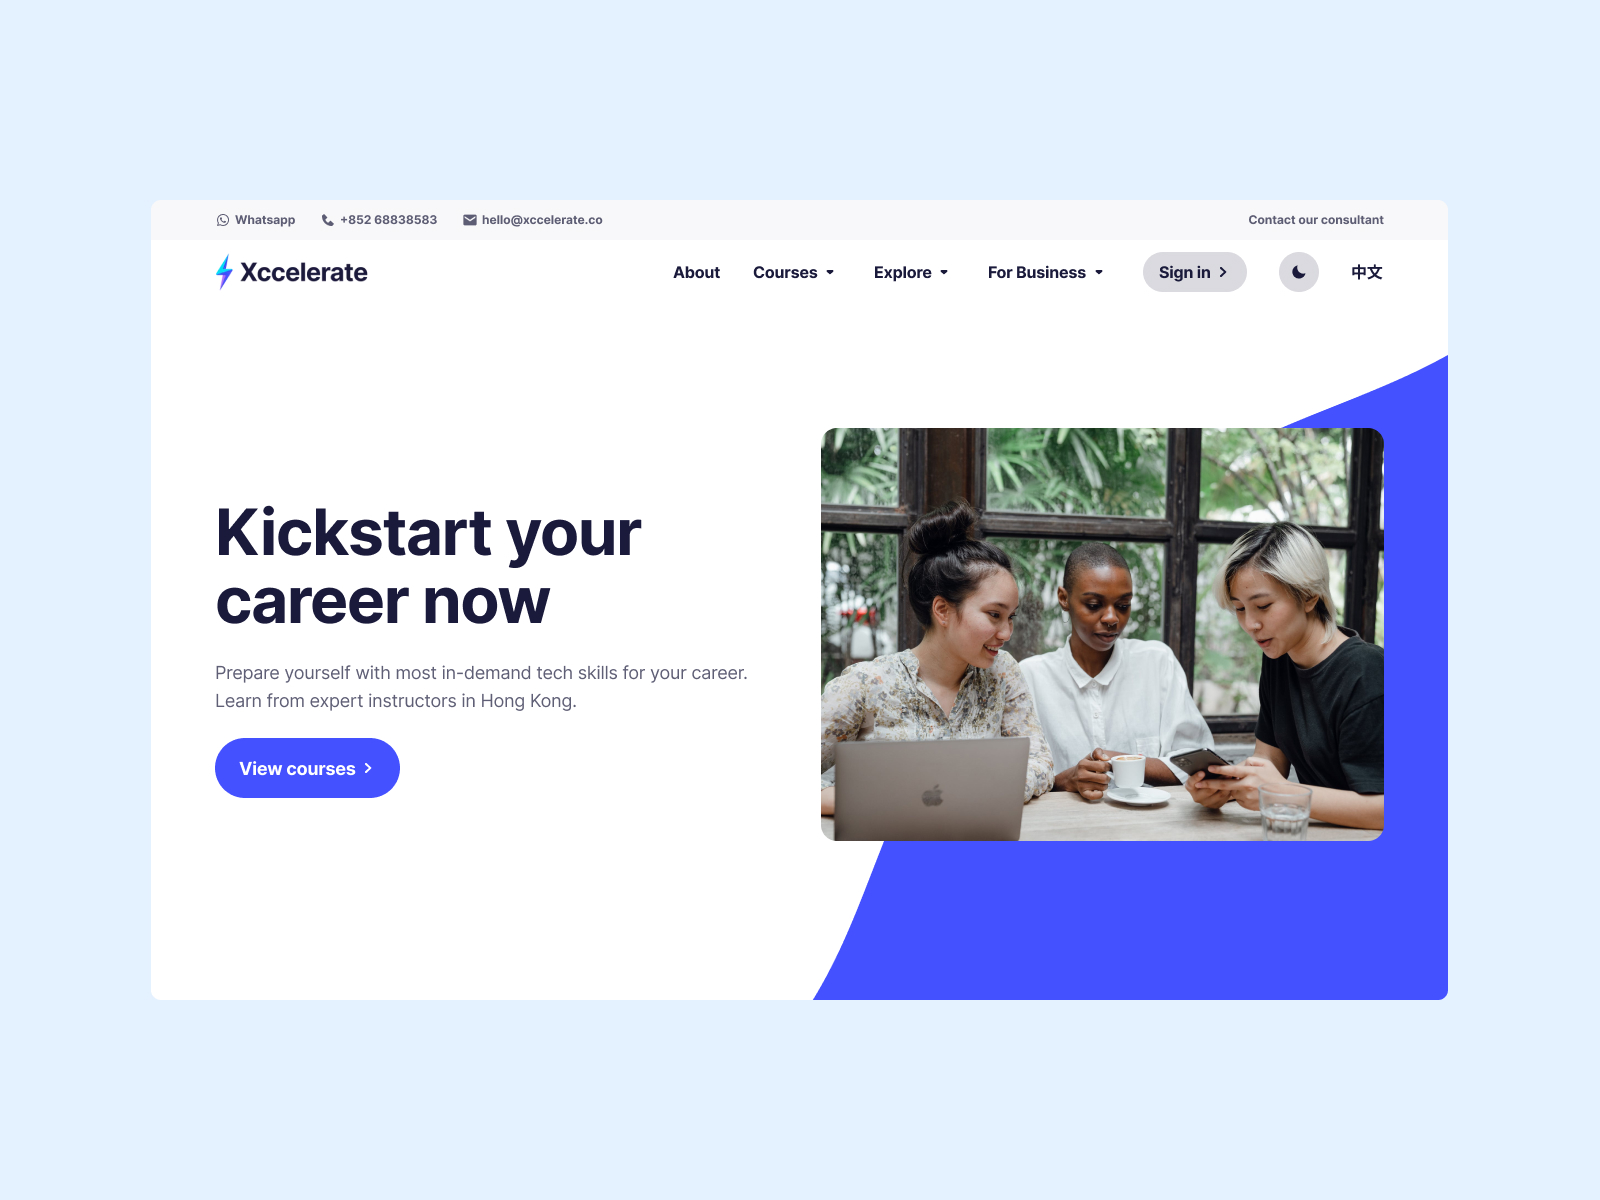 Whatsapp +852 68838583 hello@xccelerate.co Contact our consultant
Xccelerate About Courses Explore For Business Sign in 中文
Kickstart your
career now
Prepare yourself with most in-demand tech skills for your career.
Learn from expert instructors in Hong Kong.
View courses